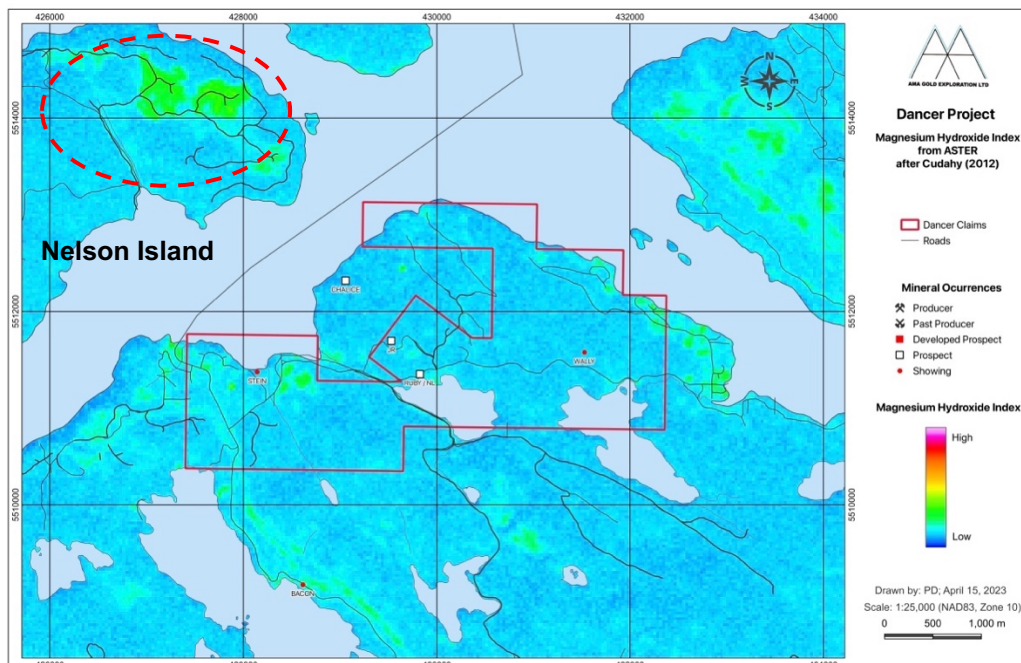 426000 428000 430000 432000 434000
AMA GOLD EXPLORATION LTD
N
W E
S
5514000 5514000
Dancer Project
Magnesium Hydroxide Index
from ASTER
after Cudahy (2012)
Dancer Claims
Roads
Nelson Island
CHALICE
Mineral Ocurrences
Producer
Past Producer
Developed Prospect
Prospect
Showing
5512000 5512000
WALLY
STEIN
RUBY / NL
Magnesium Hydroxide Index
High
Low
5510000 5510000
BACON
Drawn by: PD; April 15, 2023
Scale: 1:25,000 (NAD83, Zone 10)
0 500 1,000 m